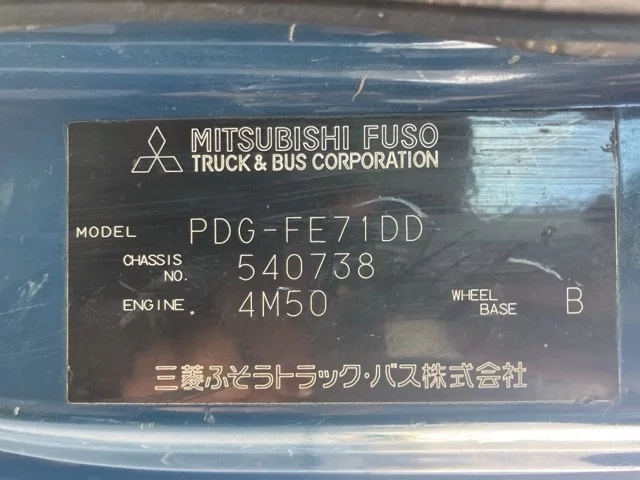 MITSUBISHI FUSO
TRUCK & BUS CORPORATION
MODEL PDG-FE71DD
CHASSIS NO. 540738
ENGINE. 4M50 WHEEL BASE B
三菱ふそうトラック・バス株式会社